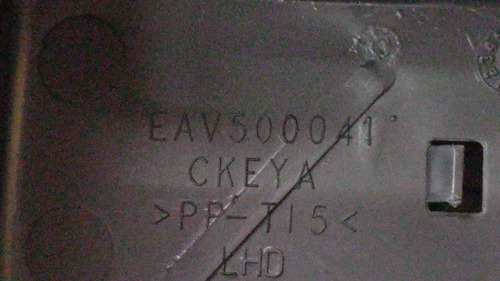 EAV500041
CKEYA
>PP-T15<
LHD